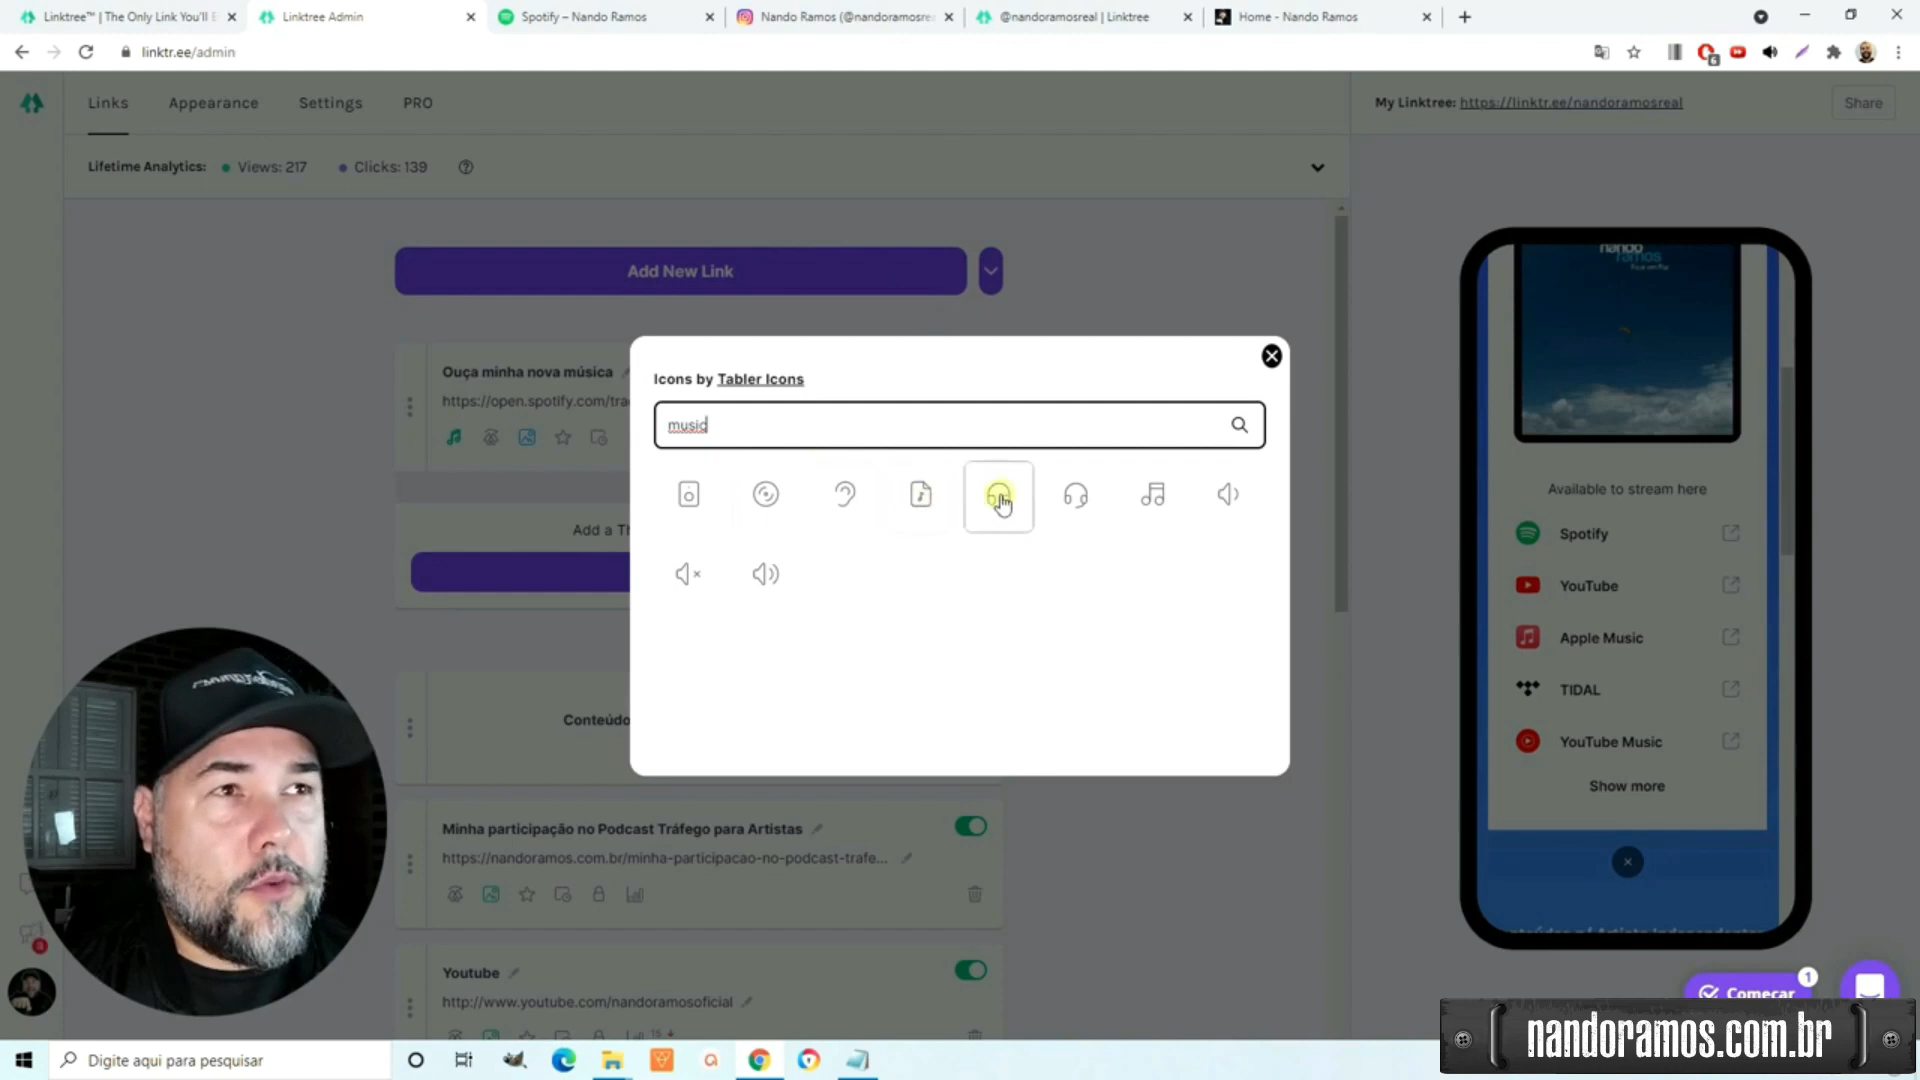 Linktree™ | The Only Link You'll E
Linktree Admin
Spotify – Nando Ramos
Nando Ramos (@nandoramosre
@nandoramosreal | Linktree
Home - Nando Ramos
linktr.ee/admin
6
Links
Appearance
Settings
PRO
My Linktree: https://linktr.ee/nandoramosreal
Share
Lifetime Analytics:
Views: 217
Clicks: 139
Add New Link
nando
ramos
Ouça minha nova música
https://open.spotify.com/tra
Icons by Tabler Icons
music
Add a Th
Conteúdo
Available to stream here
Spotify
YouTube
Apple Music
TIDAL
YouTube Music
Show more
Minha participação no Podcast Tráfego para Artistas
https://nandoramos.com.br/minha-participacao-no-podcast-trafe...
Youtube
http://www.youtube.com/nandoramosoficial
Começar
1
nandoramos.com.br
Digite aqui para pesquisar